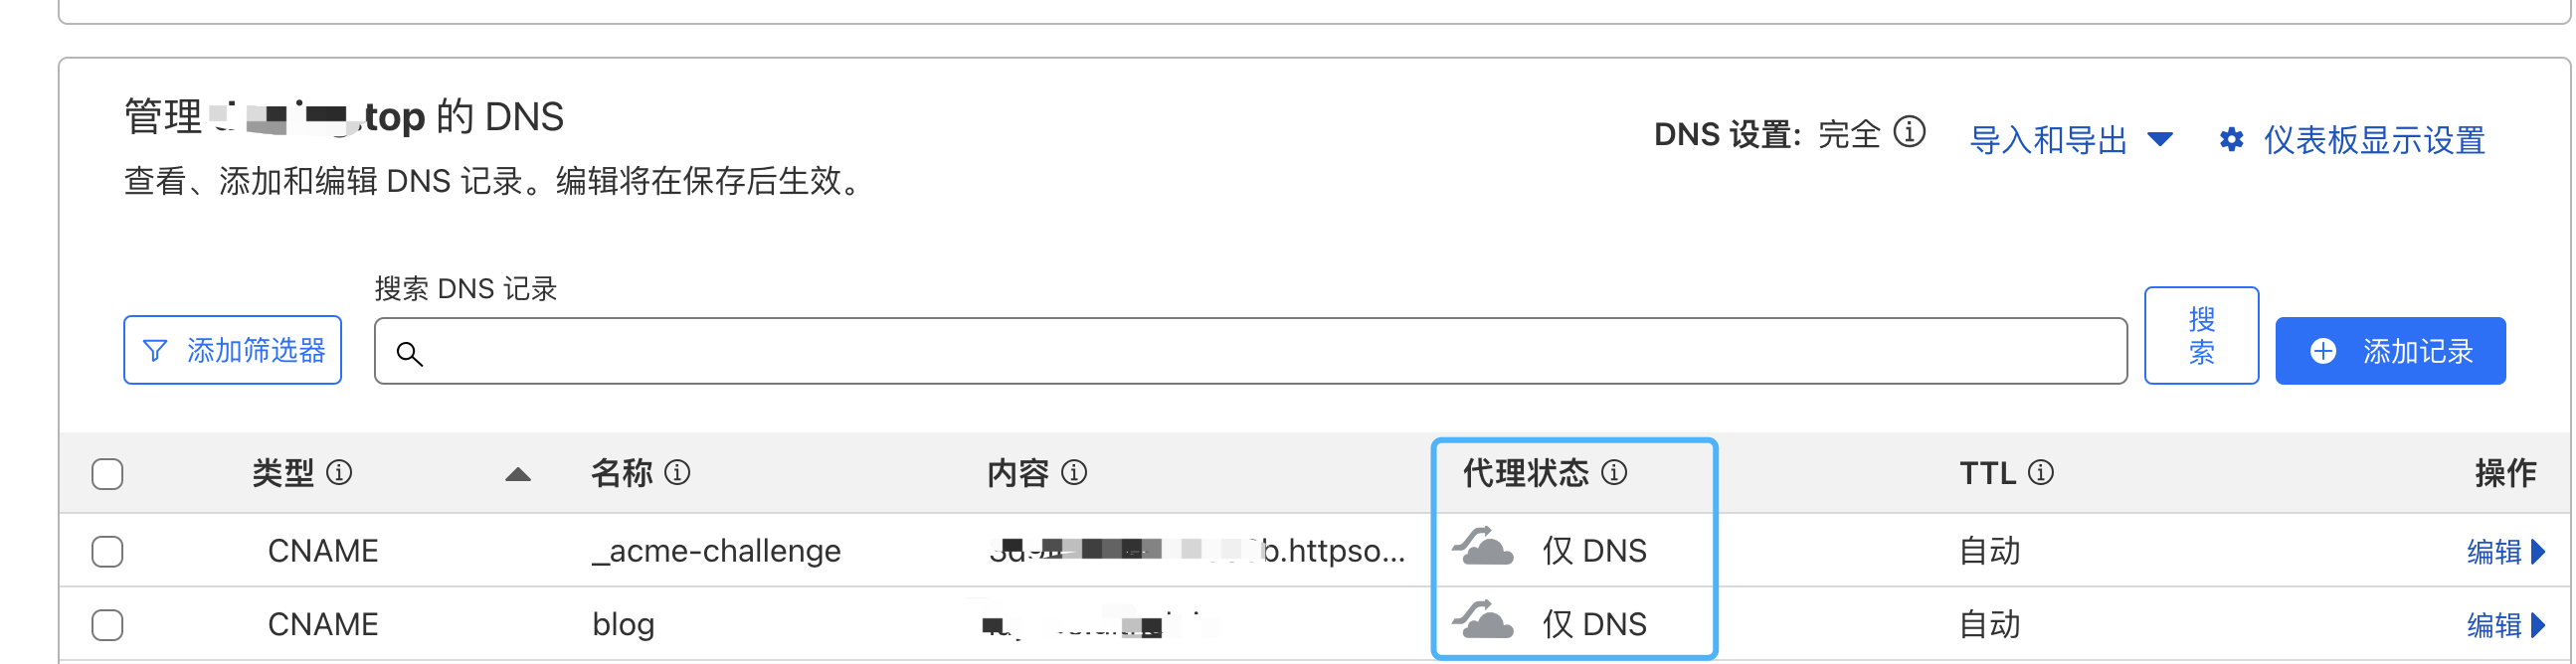 管理 top 的 DNS
查看、添加和编辑 DNS 记录。编辑将在保存后生效。
DNS 设置: 完全
导入和导出
仪表板显示设置
搜索 DNS 记录
添加筛选器
搜
索
添加记录
类型 名称 内容 代理状态 TTL 操作
CNAME _acme-challenge b.httpso... 仅 DNS 自动 编辑
CNAME blog 仅 DNS 自动 编辑